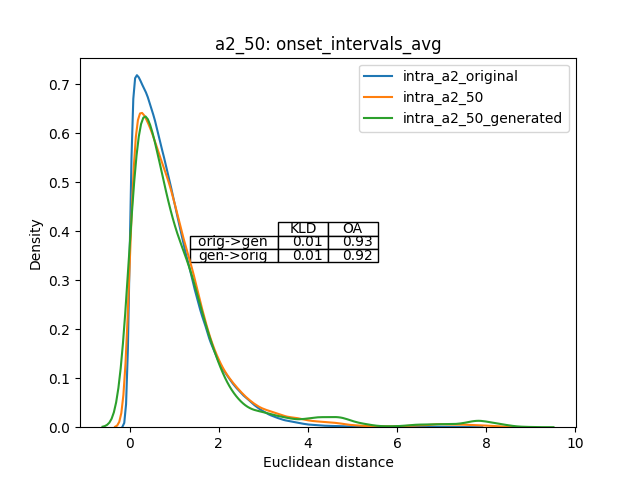 a2_50: onset_intervals_avg
intra_a2_original
intra_a2_50
intra_a2_50_generated
Density
0.7
0.6
0.5
0.4
0.3
0.2
0.1
0.0
KLD OA
orig->gen 0.01 0.93
gen->orig 0.01 0.92
0 2 4 6 8 10
Euclidean distance